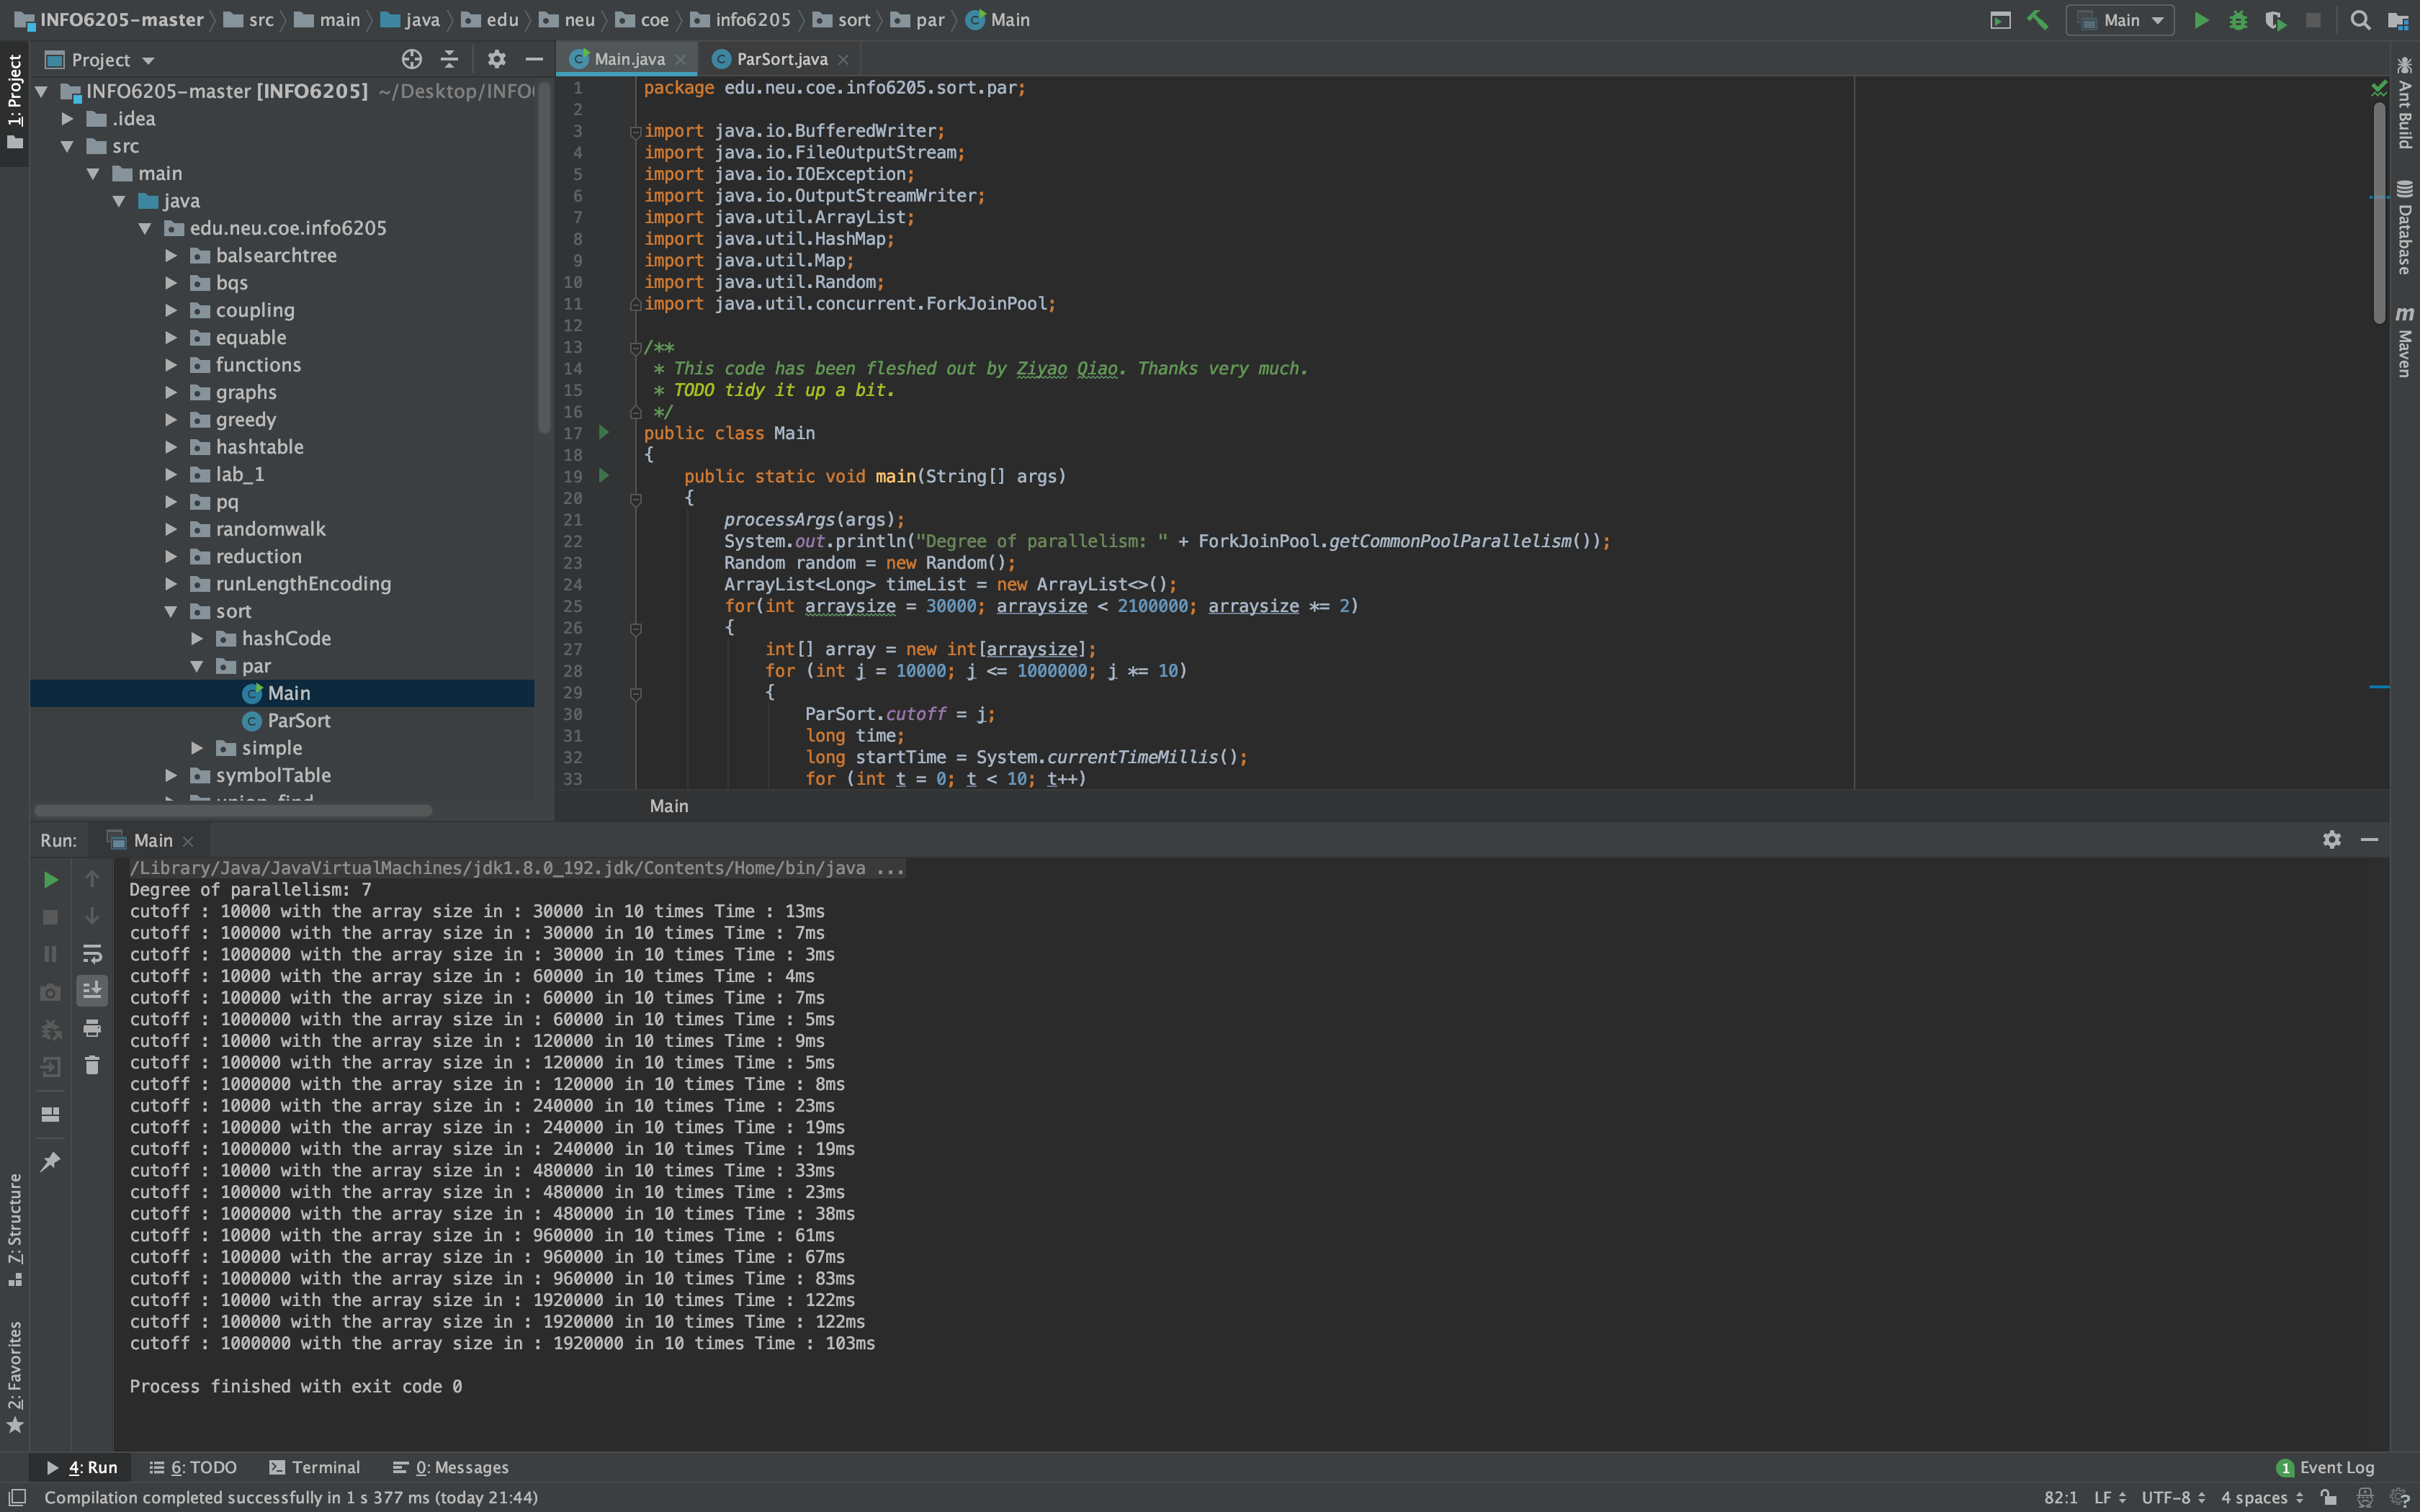 INFO6205-master src main java edu neu coe info6205 sort par Main
Main
1: Project
Project
INFO6205-master [INFO6205] ~/Desktop/INFO
.idea
src
main
java
edu.neu.coe.info6205
balsearchtree
bqs
coupling
equable
functions
graphs
greedy
hashtable
lab_1
pq
randomwalk
reduction
runLengthEncoding
sort
hashCode
par
Main
ParSort
simple
symbolTable
union_find
Main.java
ParSort.java
1 package edu.neu.coe.info6205.sort.par;
2
3 import java.io.BufferedWriter;
4 import java.io.FileOutputStream;
5 import java.io.IOException;
6 import java.io.OutputStreamWriter;
7 import java.util.ArrayList;
8 import java.util.HashMap;
9 import java.util.Map;
10 import java.util.Random;
11 import java.util.concurrent.ForkJoinPool;
12
13 /**
14 * This code has been fleshed out by Ziyao Qiao. Thanks very much.
15 * TODO tidy it up a bit.
16 */
17 public class Main
18 {
19 public static void main(String[] args)
20 {
21 processArgs(args);
22 System.out.println("Degree of parallelism: " + ForkJoinPool.getCommonPoolParallelism());
23 Random random = new Random();
24 ArrayList<Long> timeList = new ArrayList<>();
25 for(int arraysize = 30000; arraysize < 2100000; arraysize *= 2)
26 {
27 int[] array = new int[arraysize];
28 for (int j = 10000; j <= 1000000; j *= 10)
29 {
30 ParSort.cutoff = j;
31 long time;
32 long startTime = System.currentTimeMillis();
33 for (int t = 0; t < 10; t++)
Main
Ant Build
Database
m Maven
Run: Main
/Library/Java/JavaVirtualMachines/jdk1.8.0_192.jdk/Contents/Home/bin/java ...
Degree of parallelism: 7
cutoff : 10000 with the array size in : 30000 in 10 times Time : 13ms
cutoff : 100000 with the array size in : 30000 in 10 times Time : 7ms
cutoff : 1000000 with the array size in : 30000 in 10 times Time : 3ms
cutoff : 10000 with the array size in : 60000 in 10 times Time : 4ms
cutoff : 100000 with the array size in : 60000 in 10 times Time : 7ms
cutoff : 1000000 with the array size in : 60000 in 10 times Time : 5ms
cutoff : 10000 with the array size in : 120000 in 10 times Time : 9ms
cutoff : 100000 with the array size in : 120000 in 10 times Time : 5ms
cutoff : 1000000 with the array size in : 120000 in 10 times Time : 8ms
cutoff : 10000 with the array size in : 240000 in 10 times Time : 23ms
cutoff : 100000 with the array size in : 240000 in 10 times Time : 19ms
cutoff : 1000000 with the array size in : 240000 in 10 times Time : 19ms
cutoff : 10000 with the array size in : 480000 in 10 times Time : 33ms
cutoff : 100000 with the array size in : 480000 in 10 times Time : 23ms
cutoff : 1000000 with the array size in : 480000 in 10 times Time : 38ms
cutoff : 10000 with the array size in : 960000 in 10 times Time : 61ms
cutoff : 100000 with the array size in : 960000 in 10 times Time : 67ms
cutoff : 1000000 with the array size in : 960000 in 10 times Time : 83ms
cutoff : 10000 with the array size in : 1920000 in 10 times Time : 122ms
cutoff : 100000 with the array size in : 1920000 in 10 times Time : 122ms
cutoff : 1000000 with the array size in : 1920000 in 10 times Time : 103ms
Process finished with exit code 0
7: Structure
2: Favorites
4: Run 6: TODO Terminal 0: Messages
1 Event Log
Compilation completed successfully in 1 s 377 ms (today 21:44)
82:1 LF UTF-8 4 spaces